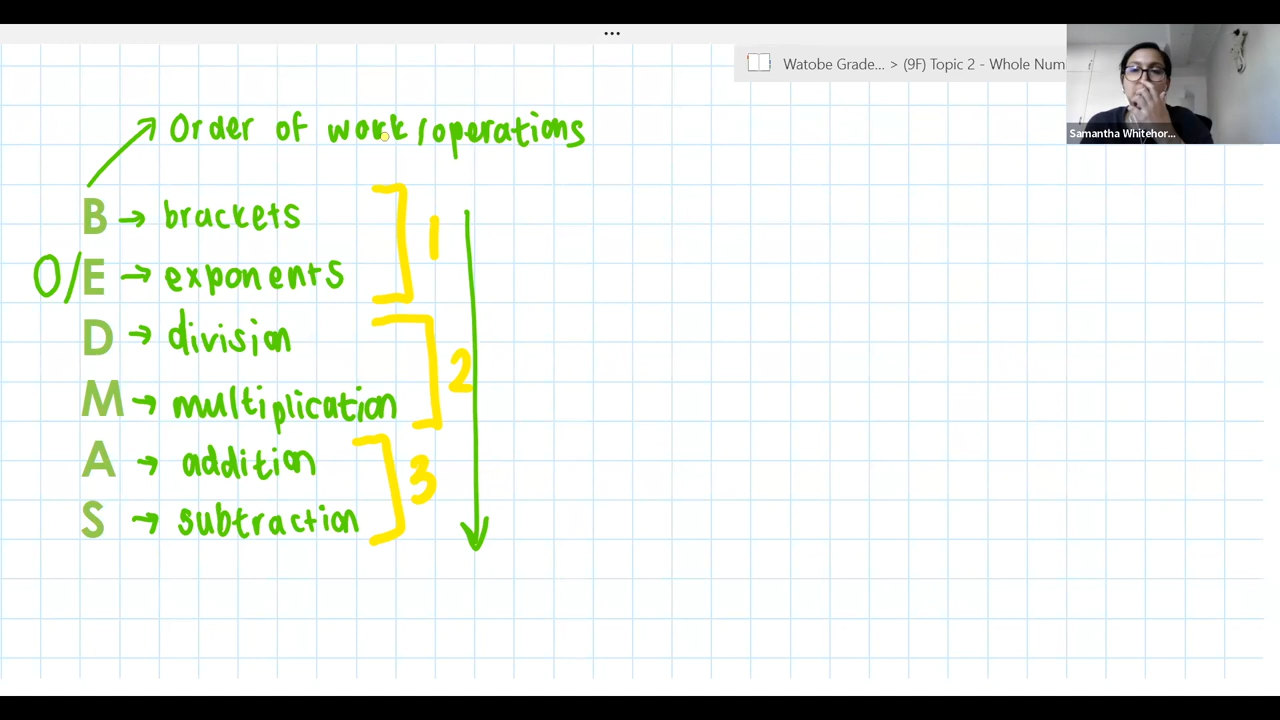 ...
Watobe Grade... > (9F) Topic 2 - Whole Num
Samantha Whitehor...
Order of work/operations
B → brackets
O/E → exponents
1
D → division
M → multiplication
2
A → addition
S → subtraction
3